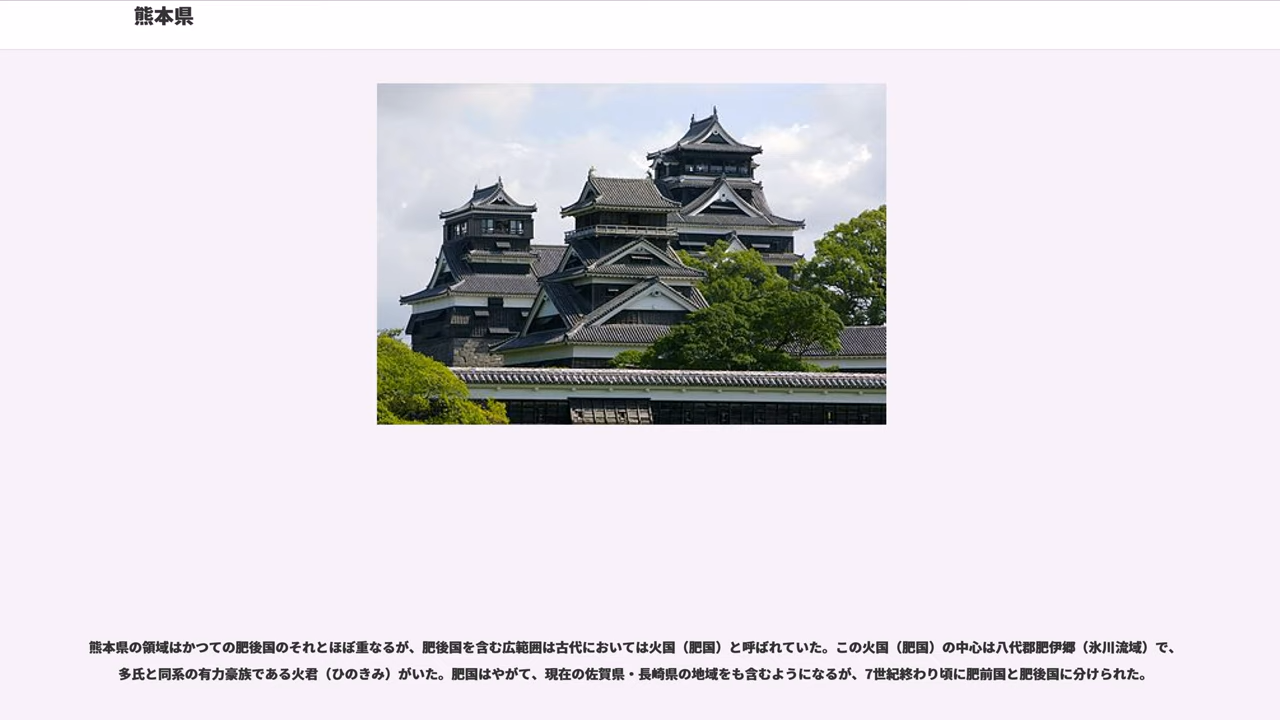 熊本県
熊本県の領域はかつての肥後国のそれとほぼ重なるが、肥後国を含む広範囲は古代においては火国（肥国）と呼ばれていた。この火国（肥国）の中心は八代郡肥伊郷（氷川流域）で、
多氏と同系の有力豪族である火君（ひのきみ）がいた。肥国はやがて、現在の佐賀県・長崎県の地域をも含むようになるが、7世紀終わり頃に肥前国と肥後国に分けられた。